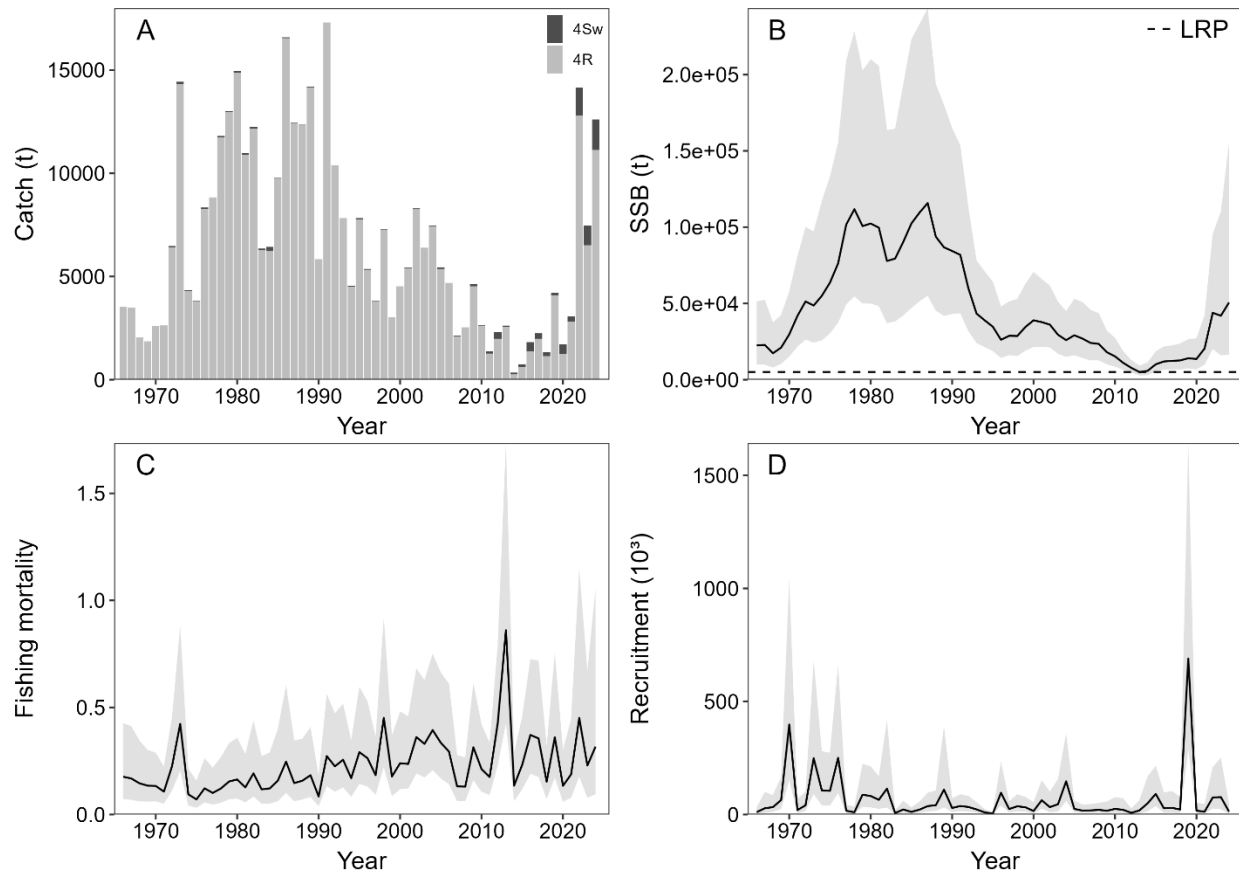 A
4Sw
4R
Catch (t)
15000
10000
5000
0
1970 1980 1990 2000 2010 2020
Year
B
LRP
SSB (t)
2.0e+05
1.5e+05
1.0e+05
5.0e+04
0.0e+00
1970 1980 1990 2000 2010 2020
Year
C
Fishing mortality
1.5
1.0
0.5
0.0
1970 1980 1990 2000 2010 2020
Year
D
Recruitment (10³)
1500
1000
500
0
1970 1980 1990 2000 2010 2020
Year